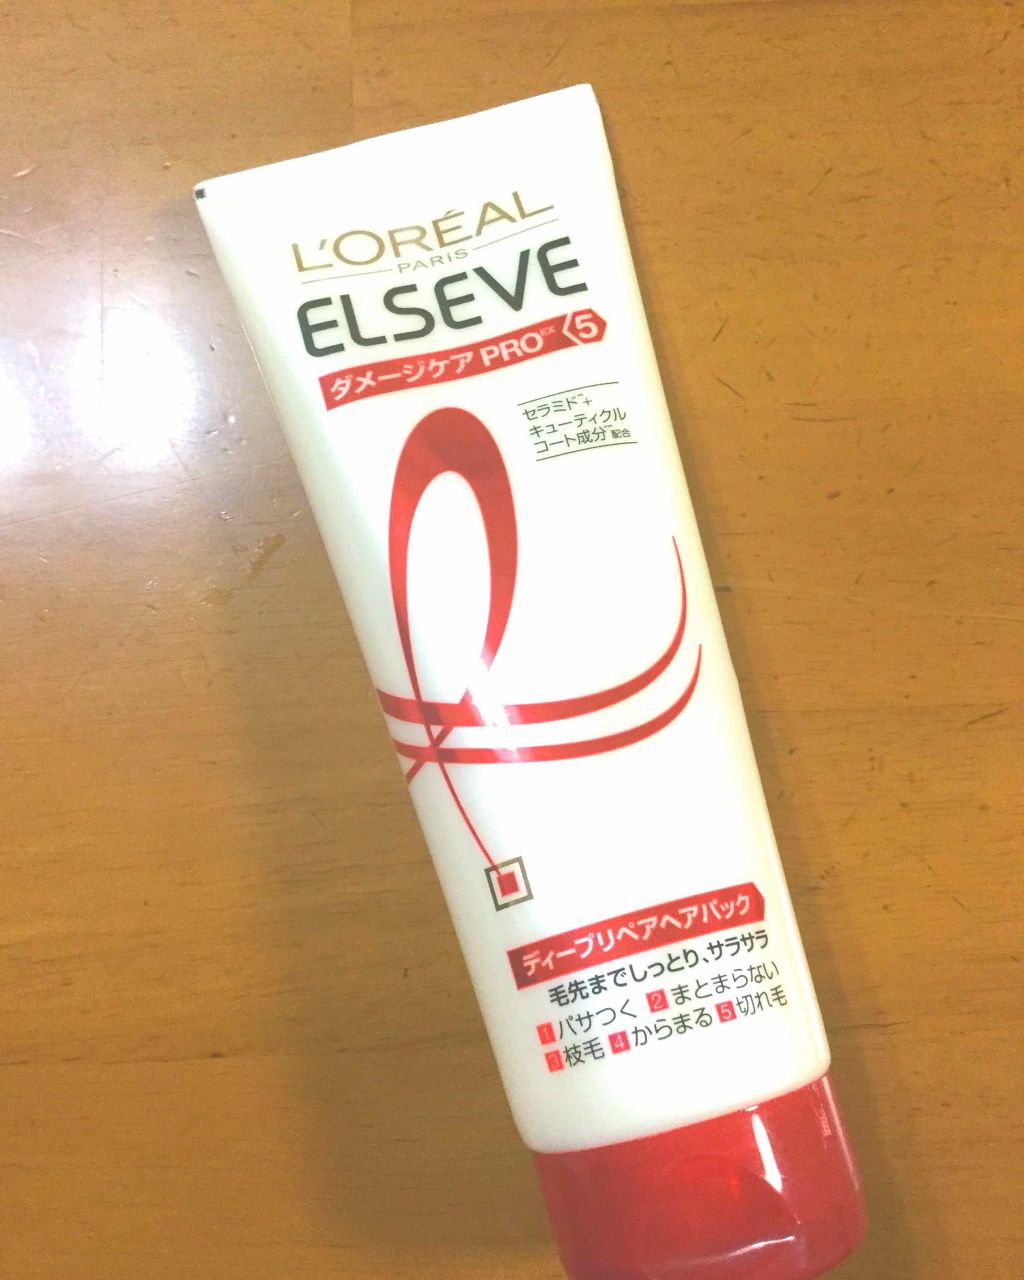 L'ORÉAL
PARIS
ELSEVE
ダメージケア PROEX 5
セラミド*+
キューティクル
コート成分**配合
ディープリペアヘアパック
毛先までしっとり、サラサラ
1 パサつく 2 まとまらない
3 枝毛 4 からまる 5 切れ毛